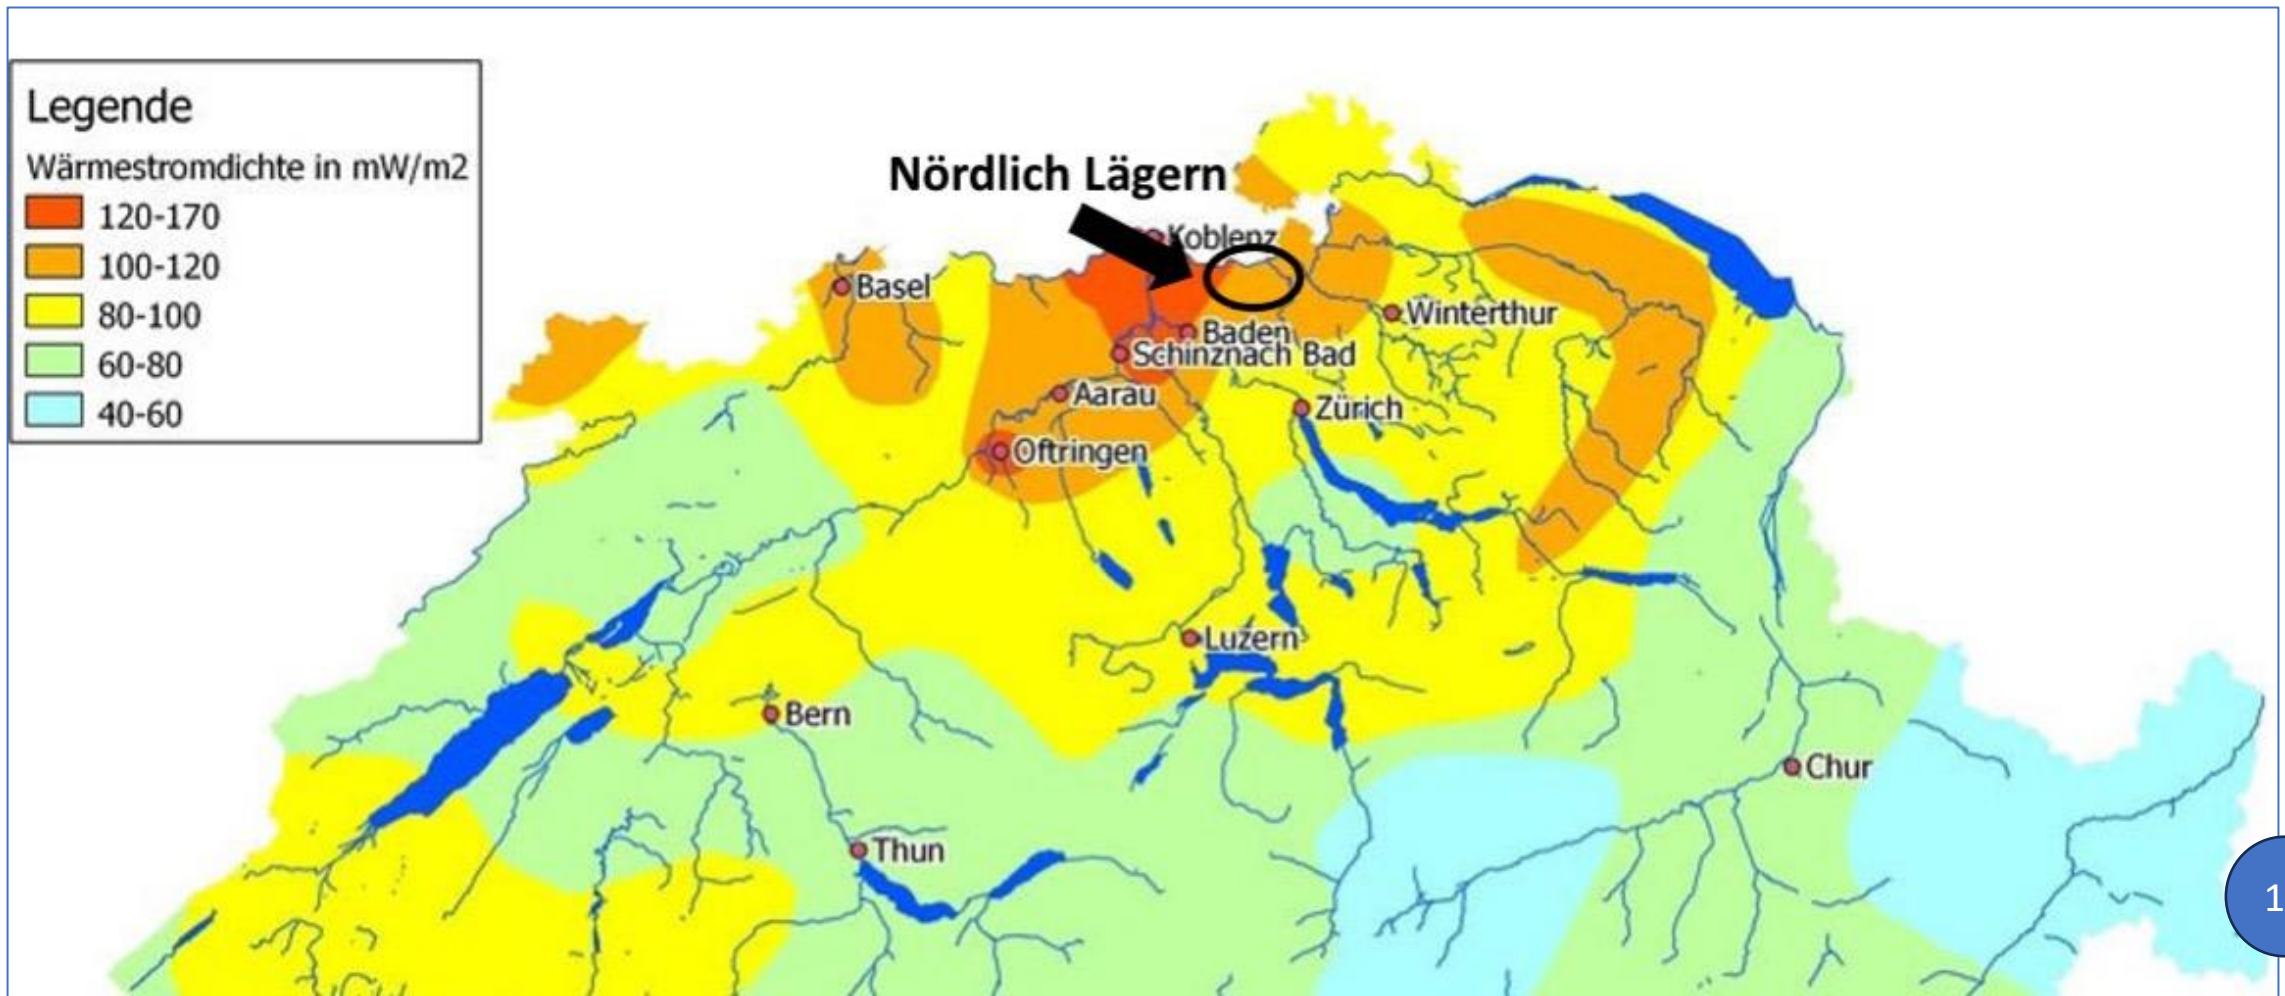 Legende
Wärmestromdichte in mW/m2
120-170
100-120
80-100
60-80
40-60
Nördlich Lägern
Koblenz
Basel
Winterthur
Baden
Schinznach Bad
Aarau
Zürich
Oftringen
Luzern
Bern
Chur
Thun
1